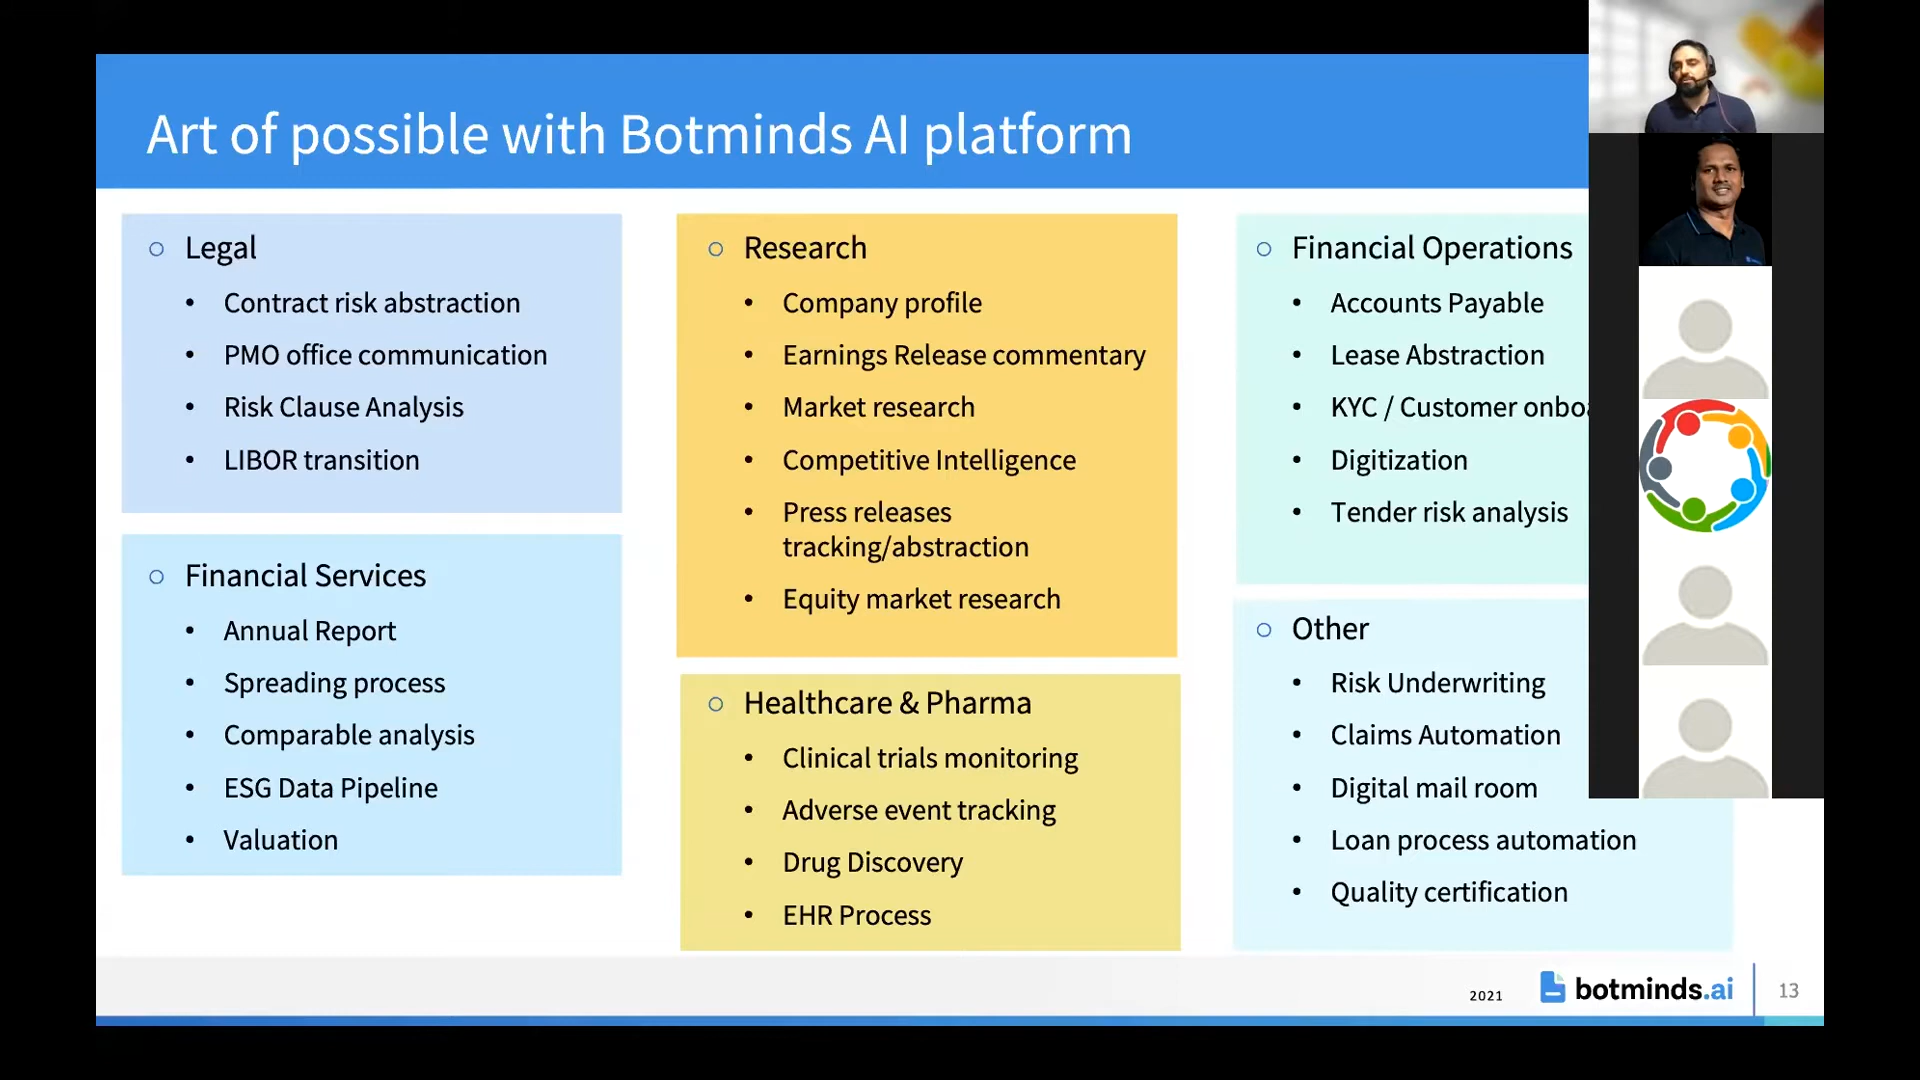 Art of possible with Botminds AI platform
Legal
Contract risk abstraction
PMO office communication
Risk Clause Analysis
LIBOR transition
Financial Services
Annual Report
Spreading process
Comparable analysis
ESG Data Pipeline
Valuation
Research
Company profile
Earnings Release commentary
Market research
Competitive Intelligence
Press releases
tracking/abstraction
Equity market research
Healthcare & Pharma
Clinical trials monitoring
Adverse event tracking
Drug Discovery
EHR Process
Financial Operations
Accounts Payable
Lease Abstraction
KYC / Customer
Digitization
Tender risk analysis
Other
Risk Underwriting
Claims Automation
Digital mail room
Loan process automation
Quality certification
2021
botminds.ai
13